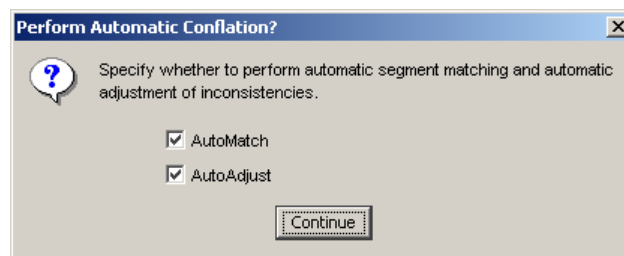 Perform Automatic Conflation?
Specify whether to perform automatic segment matching and automatic
adjustment of inconsistencies.
AutoMatch
AutoAdjust
Continue